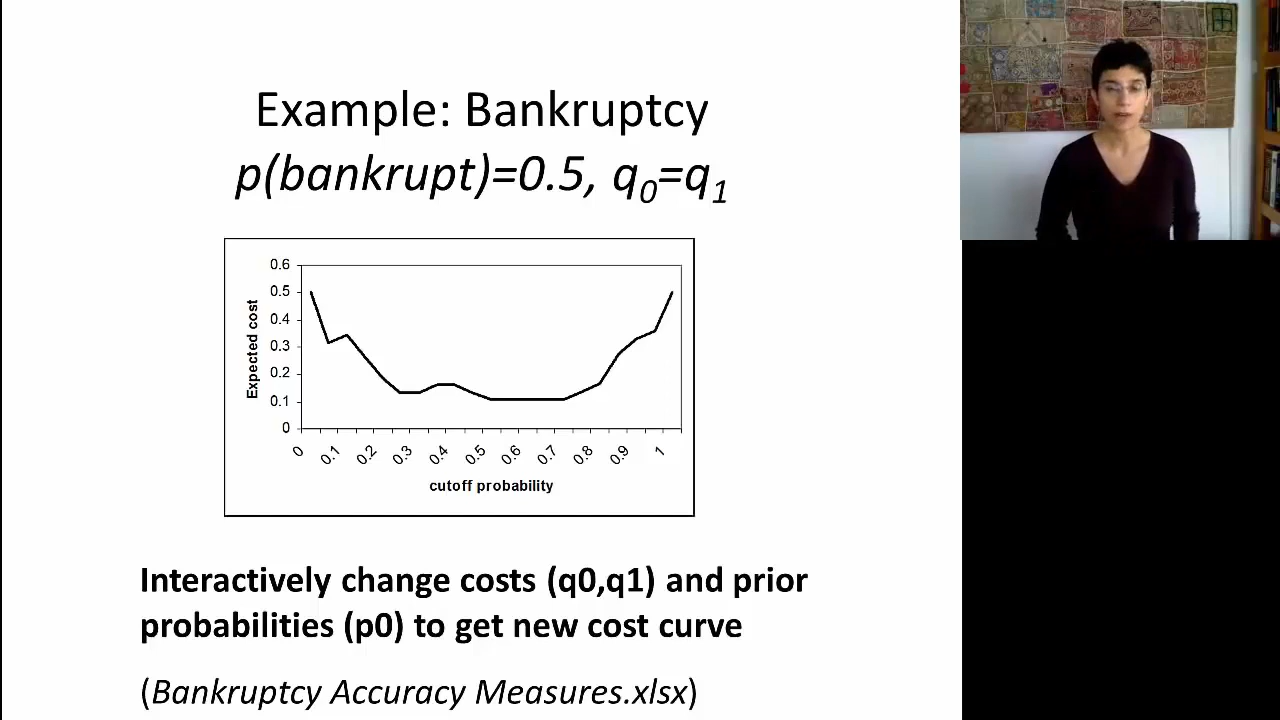 Example: Bankruptcy
p(bankrupt)=0.5, q0=q1
0.6
0.5
0.4
0.3
0.2
0.1
0
Expected cost
0 0.1 0.2 0.3 0.4 0.5 0.6 0.7 0.8 0.9 1
cutoff probability
Interactively change costs (q0,q1) and prior
probabilities (p0) to get new cost curve
(Bankruptcy Accuracy Measures.xlsx)